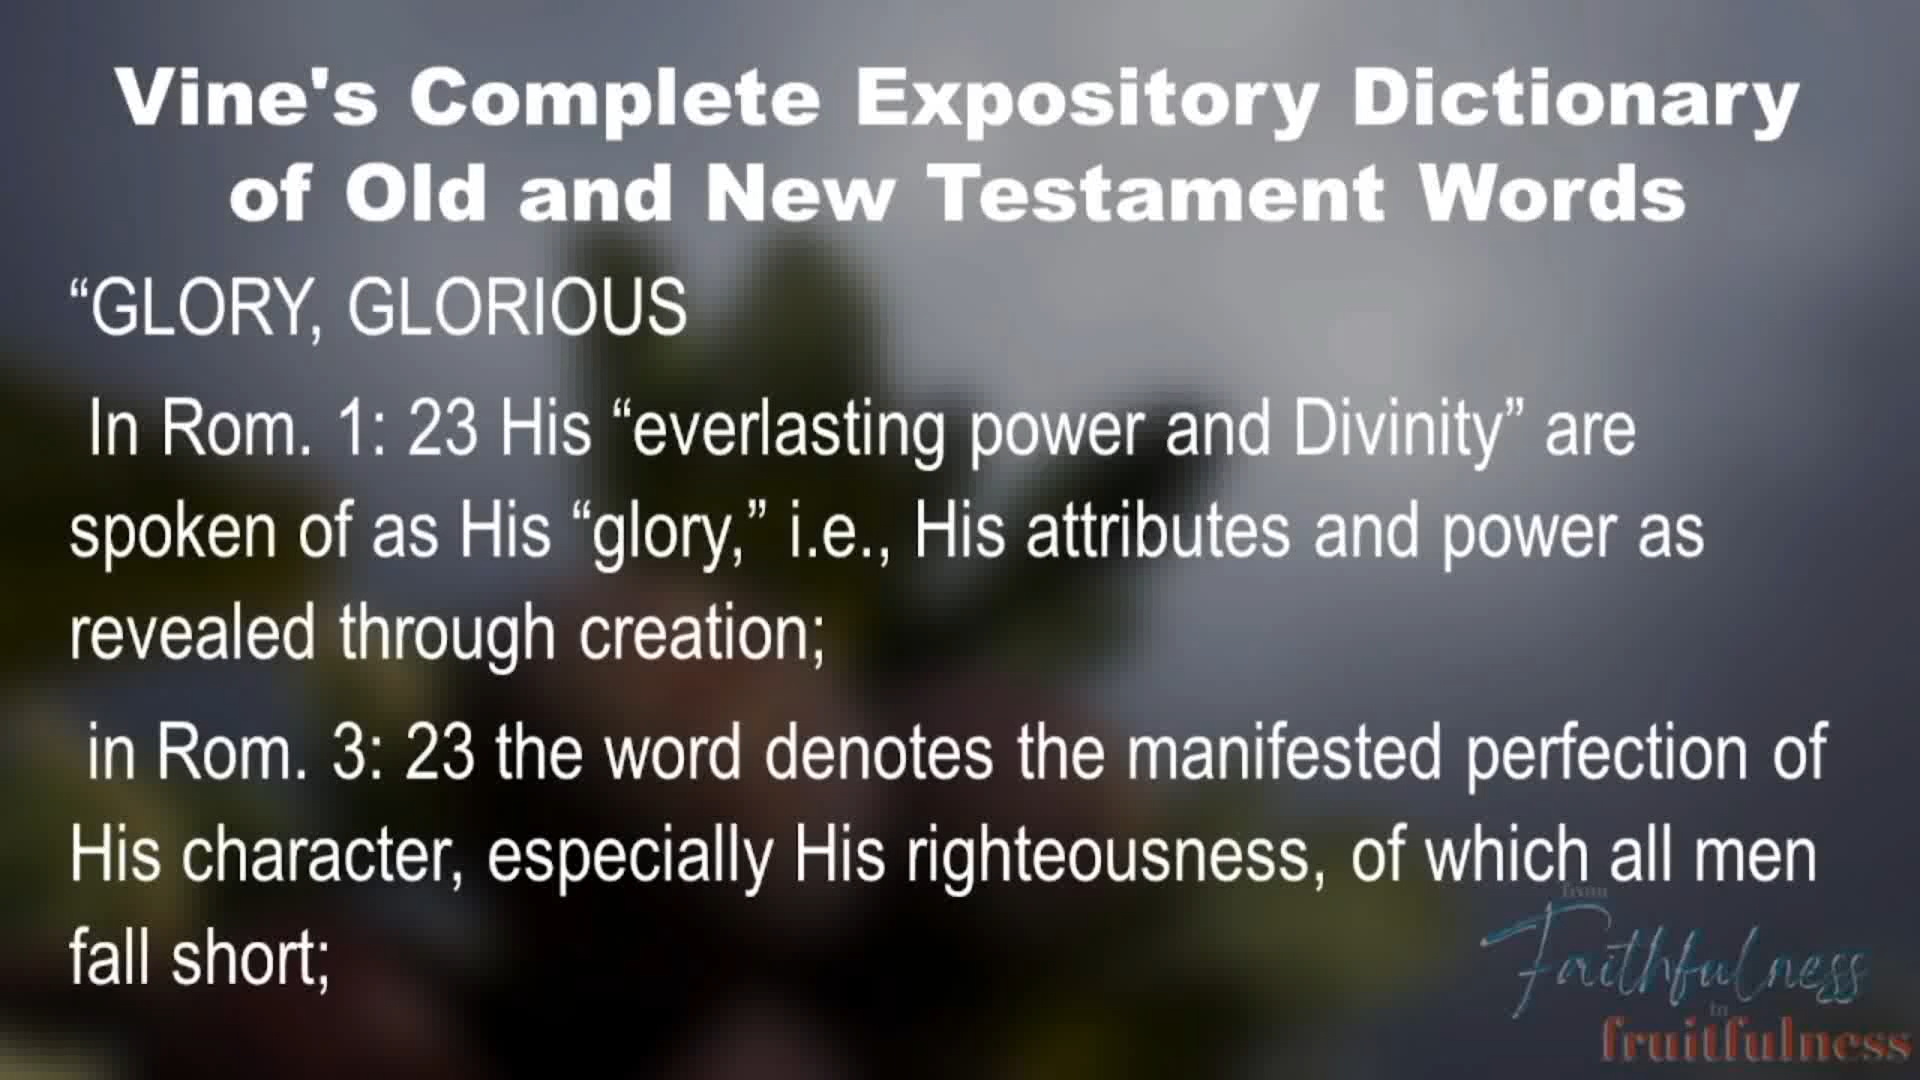 Vine's Complete Expository Dictionary
of Old and New Testament Words
“GLORY, GLORIOUS
In Rom. 1: 23 His “everlasting power and Divinity” are
spoken of as His “glory,” i.e., His attributes and power as
revealed through creation;
in Rom. 3: 23 the word denotes the manifested perfection of
His character, especially His righteousness, of which all men
fall short;
from
Faithfulness
to
fruitfulness